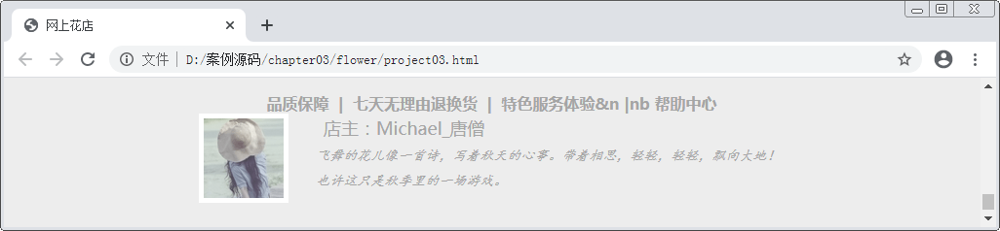 网上花店
文件 | D:/案例源码/chapter03/flower/project03.html
品质保障 | 七天无理由退换货 | 特色服务体验&n |nb 帮助中心
店主：Michael_唐僧
飞舞的花儿像一首诗，写着秋天的心事。带着相思，轻轻，轻轻，飘向大地！
也许这只是秋季里的一场游戏。